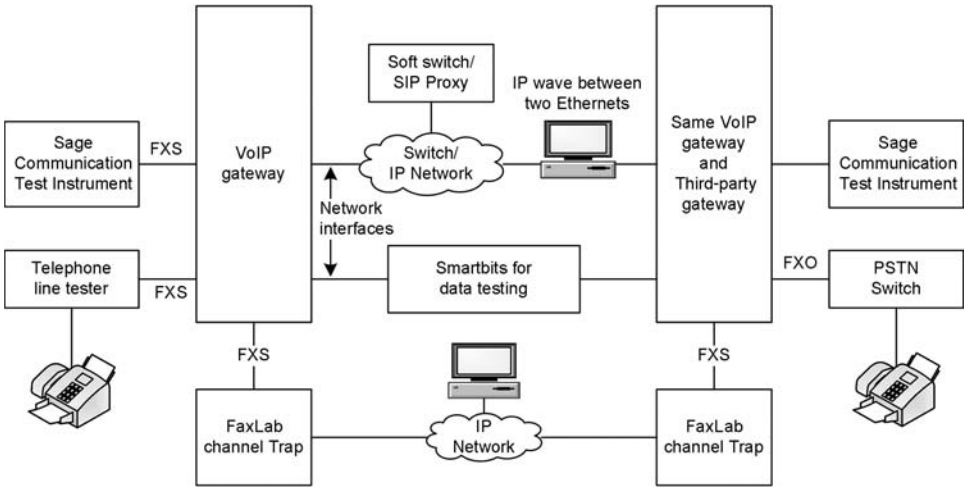 Soft switch/
SIP Proxy
IP wave between
two Ethernets
Sage
Communication
Test Instrument
FXS
VoIP
gateway
Switch/
IP Network
Same VoIP
gateway
and
Third-party
gateway
Sage
Communication
Test Instrument
Network
interfaces
Telephone
line tester
FXS
Smartbits for
data testing
FXO
PSTN
Switch
FXS
FXS
FaxLab
channel Trap
IP
Network
FaxLab
channel Trap